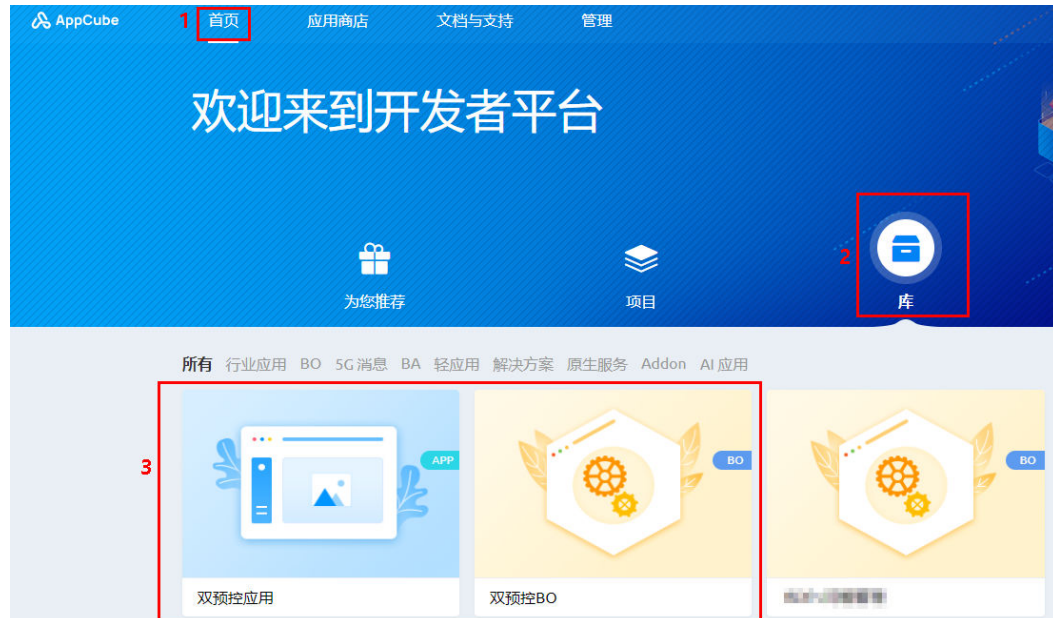 AppCube 1 首页 应用商店 文档与支持 管理
欢迎来到开发者平台
2
为您推荐 项目 库
所有 行业应用 BO 5G 消息 BA 轻应用 解决方案 原生服务 Addon AI 应用
3 APP BO BO
双预控应用 双预控BO